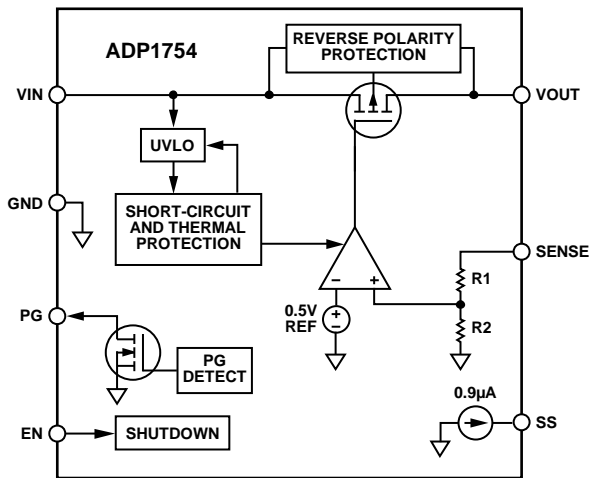 ADP1754
REVERSE POLARITY
PROTECTION
VIN
VOUT
UVLO
GND
SHORT-CIRCUIT
AND THERMAL
PROTECTION
SENSE
R1
– +
PG
0.5V
REF
+
–
R2
PG
DETECT
0.9µA
EN
SHUTDOWN
SS